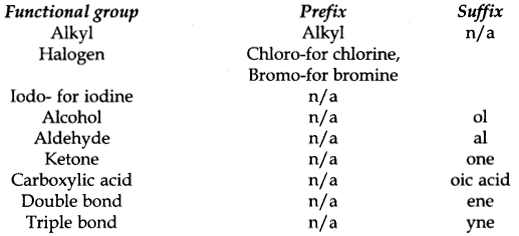 Functional group Prefix Suffix
Alkyl Alkyl n/a
Halogen Chloro-for chlorine,
Bromo-for bromine
Iodo- for iodine n/a
Alcohol n/a ol
Aldehyde n/a al
Ketone n/a one
Carboxylic acid n/a oic acid
Double bond n/a ene
Triple bond n/a yne